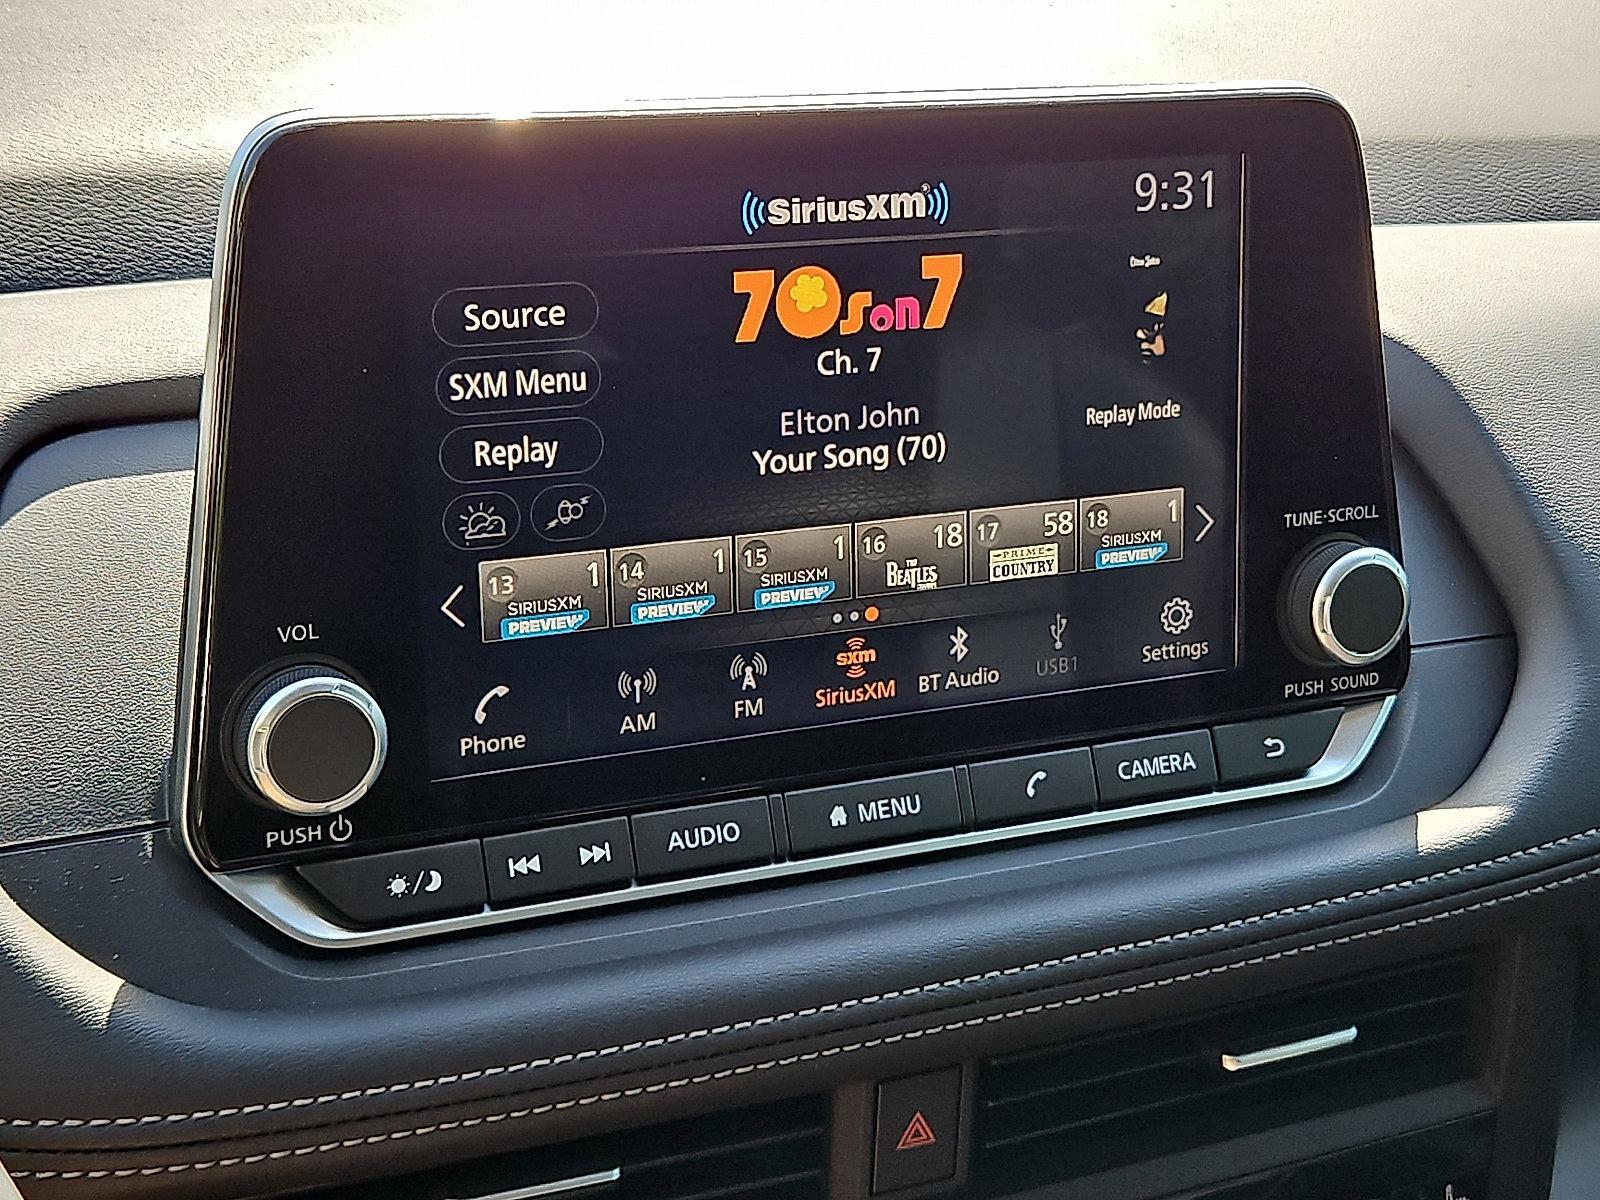 SiriusXM
9:31
Source
SXM Menu
Replay
70s on 7
Ch. 7
Elton John
Your Song (70)
Replay Mode
13 1 SIRIUSXM PREVIEW
14 1 SIRIUSXM PREVIEW
15 1 SIRIUSXM PREVIEW
16 18 THE BEATLES
17 58 PRIME COUNTRY
18 1 SIRIUSXM PREVIEW
Phone
AM
FM
sxm
SiriusXM
BT Audio
USB1
Settings
VOL
PUSH
TUNE·SCROLL
PUSH SOUND
AUDIO
MENU
CAMERA